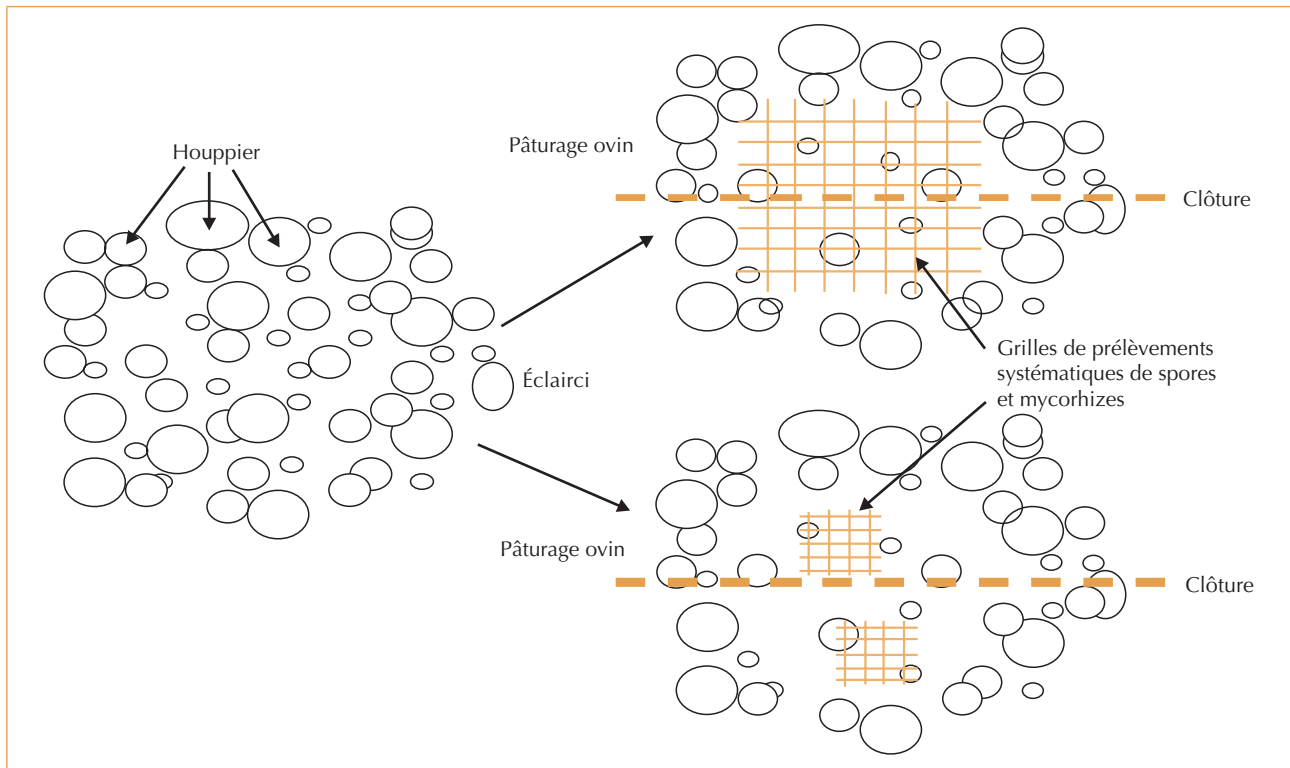 Houppier
Pâturage ovin
Clôture
Éclairci
Grilles de prélèvements
systématiques de spores
et mycorhizes
Pâturage ovin
Clôture